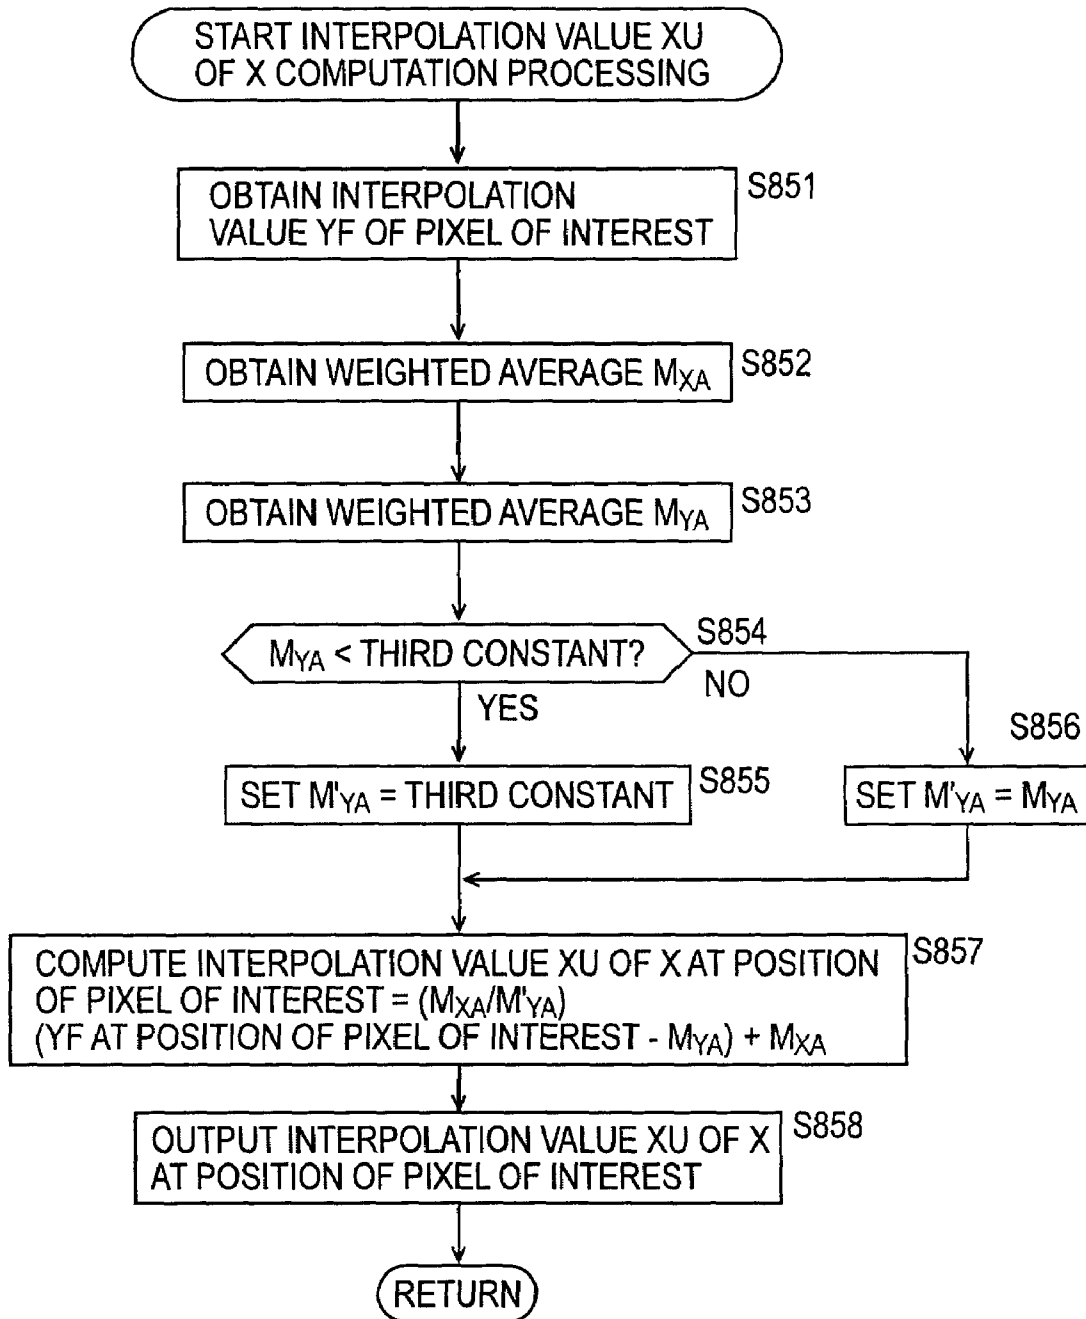 START INTERPOLATION VALUE XU
OF X COMPUTATION PROCESSING
OBTAIN INTERPOLATION
VALUE YF OF PIXEL OF INTEREST
S851
OBTAIN WEIGHTED AVERAGE MXA
S852
OBTAIN WEIGHTED AVERAGE MYA
S853
MYA < THIRD CONSTANT?
S854
NO
YES
S856
SET M'YA = THIRD CONSTANT
S855
SET M'YA = MYA
COMPUTE INTERPOLATION VALUE XU OF X AT POSITION
OF PIXEL OF INTEREST = (MXA/M'YA)
(YF AT POSITION OF PIXEL OF INTEREST - MYA) + MXA
S857
OUTPUT INTERPOLATION VALUE XU OF X
AT POSITION OF PIXEL OF INTEREST
S858
RETURN